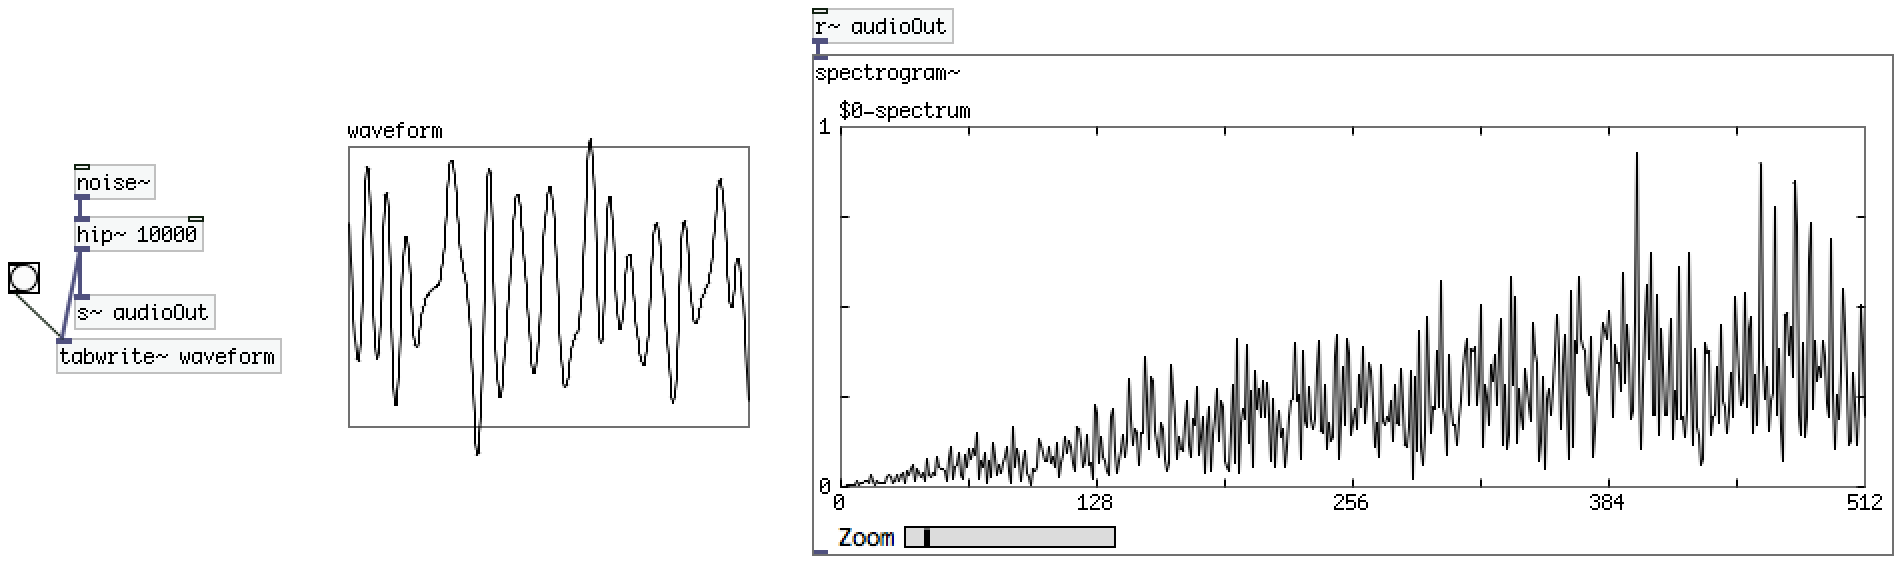 noise~
hip~ 10000
s~ audioOut
tabwrite~ waveform
waveform
r~ audioOut
spectrogram~
$0-spectrum
1
0
0 128 256 384 512
Zoom